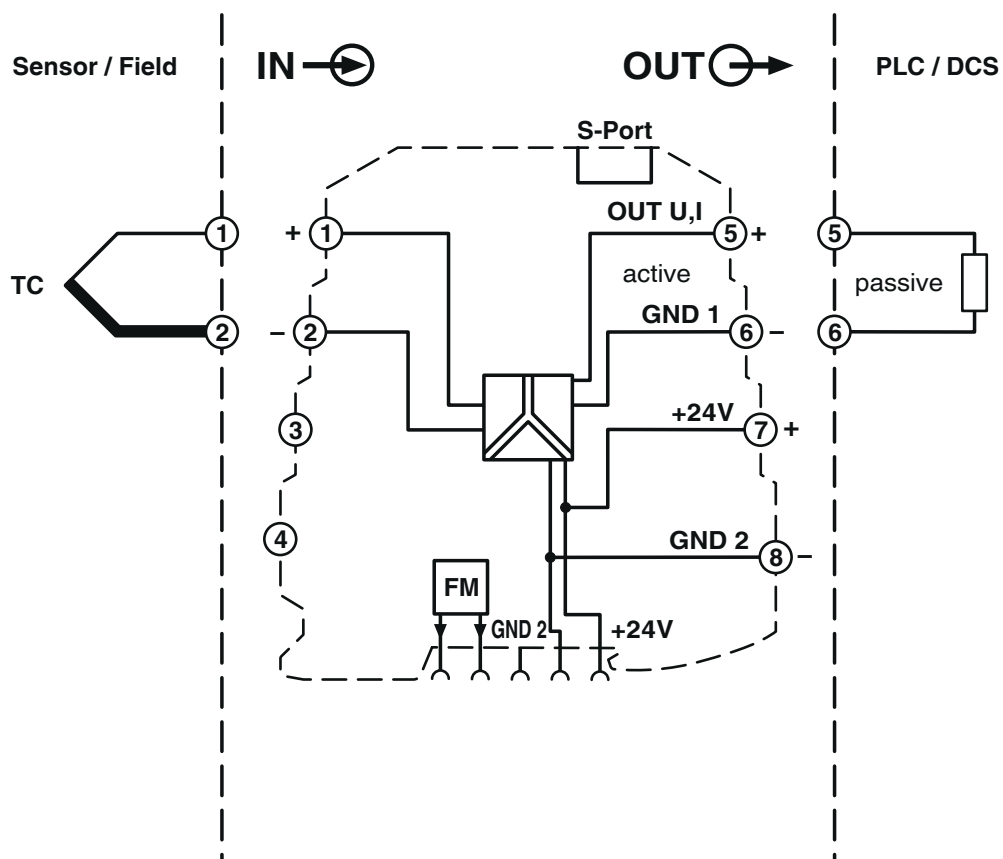 Sensor / Field
IN
OUT
PLC / DCS
S-Port
OUT U,I
1
+ 1
5 +
5
TC
active
passive
GND 1
2
– 2
6 –
6
3
+24V
7 +
4
GND 2
8 –
FM
GND 2
+24V